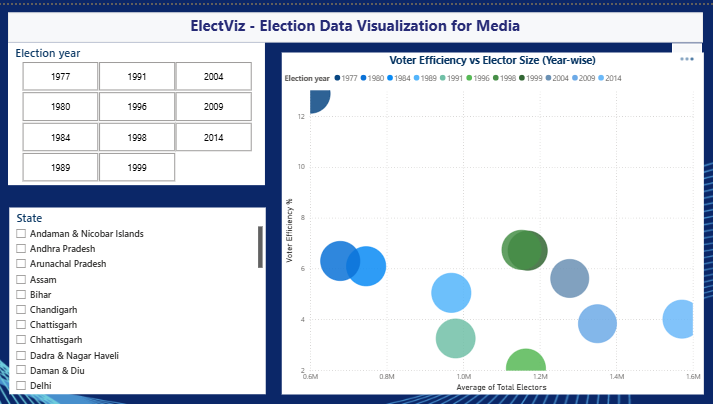 ElectViz - Election Data Visualization for Media
Election year
1977 1991 2004
1980 1996 2009
1984 1998 2014
1989 1999
State
Andaman & Nicobar Islands
Andhra Pradesh
Arunachal Pradesh
Assam
Bihar
Chandigarh
Chattisgarh
Chhattisgarh
Dadra & Nagar Haveli
Daman & Diu
Delhi
Voter Efficiency vs Elector Size (Year-wise)
Election year 1977 1980 1984 1989 1991 1996 1998 1999 2004 2009 2014
Voter Efficiency %
12
10
8
6
4
2
0.6M 0.8M 1.0M 1.2M 1.4M 1.6M
Average of Total Electors